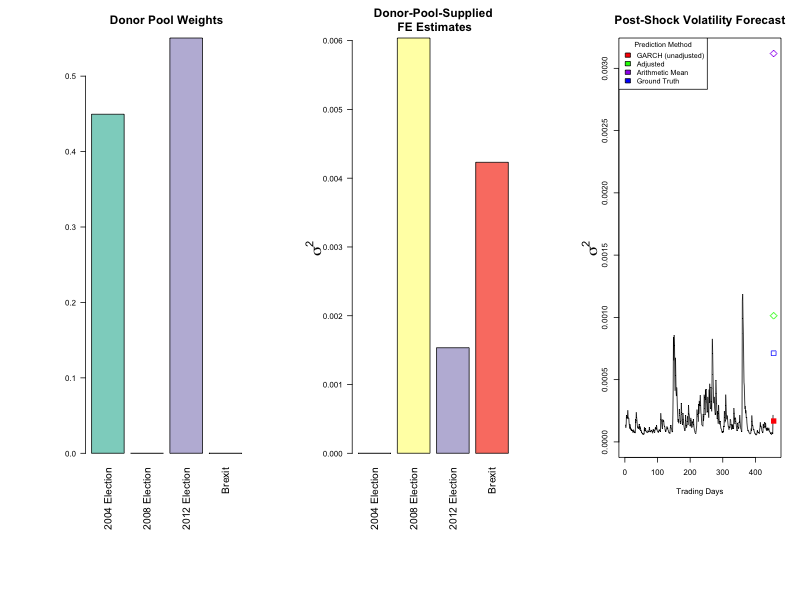 Donor Pool Weights
0.5
0.4
0.3
0.2
0.1
0.0
2004 Election
2008 Election
2012 Election
Brexit
Donor-Pool-Supplied
FE Estimates
σ2
0.006
0.005
0.004
0.003
0.002
0.001
0.000
2004 Election
2008 Election
2012 Election
Brexit
Post-Shock Volatility Forecast
σ2
0.0030
0.0025
0.0020
0.0015
0.0010
0.0005
0.0000
Prediction Method
GARCH (unadjusted)
Adjusted
Arithmetic Mean
Ground Truth
0 100 200 300 400
Trading Days